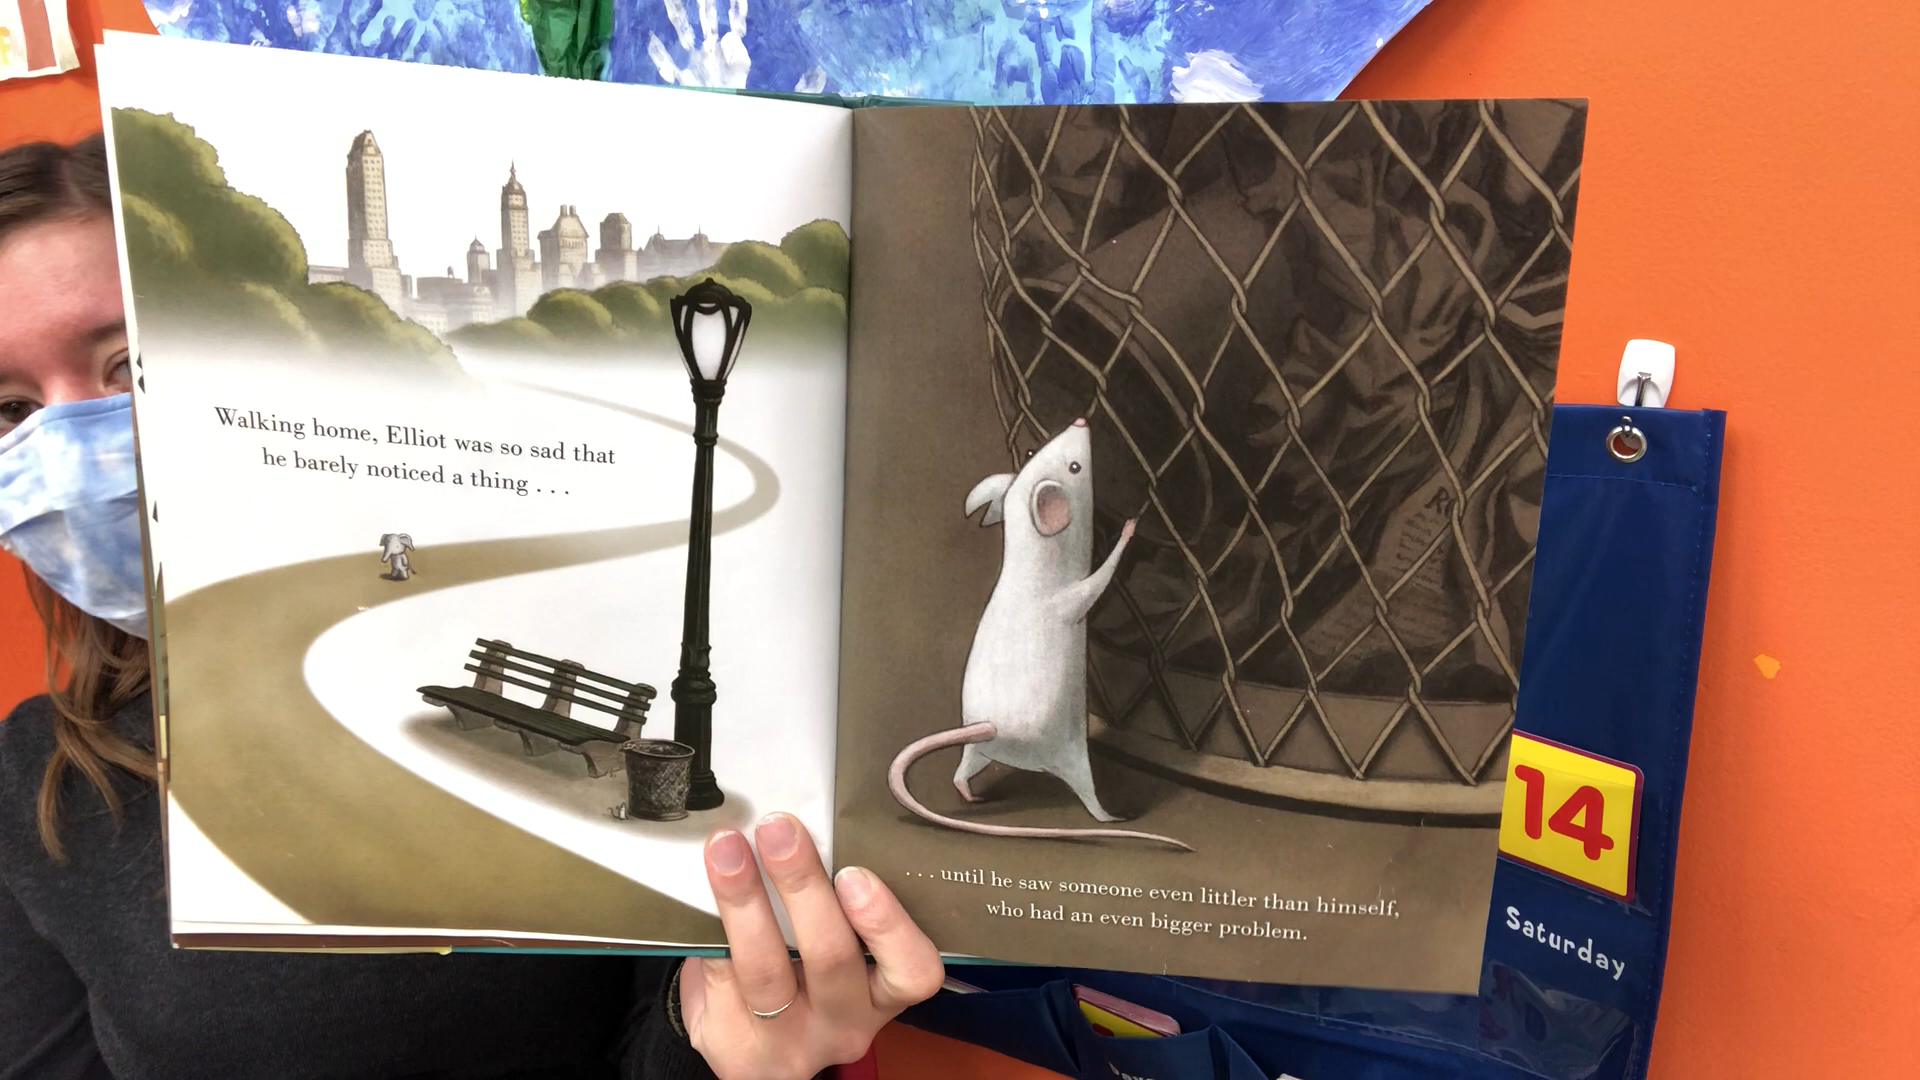 Walking home, Elliot was so sad that
he barely noticed a thing . . .
. . . until he saw someone even littler than himself,
who had an even bigger problem.
14
Saturday